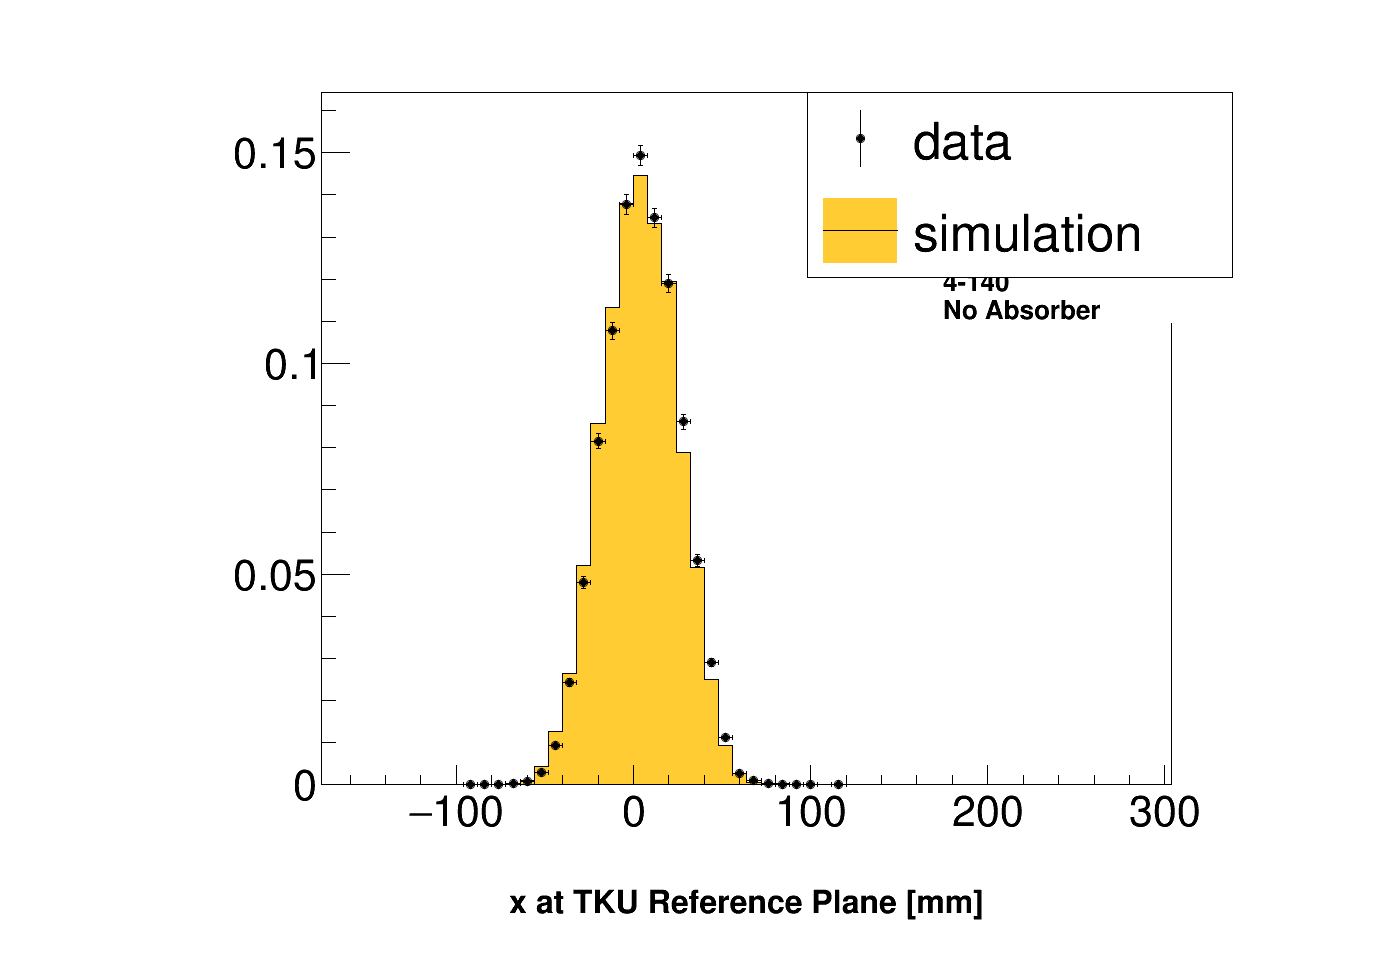 data
simulation
4-140
No Absorber
0.15
0.1
0.05
0
−100 0 100 200 300
x at TKU Reference Plane [mm]